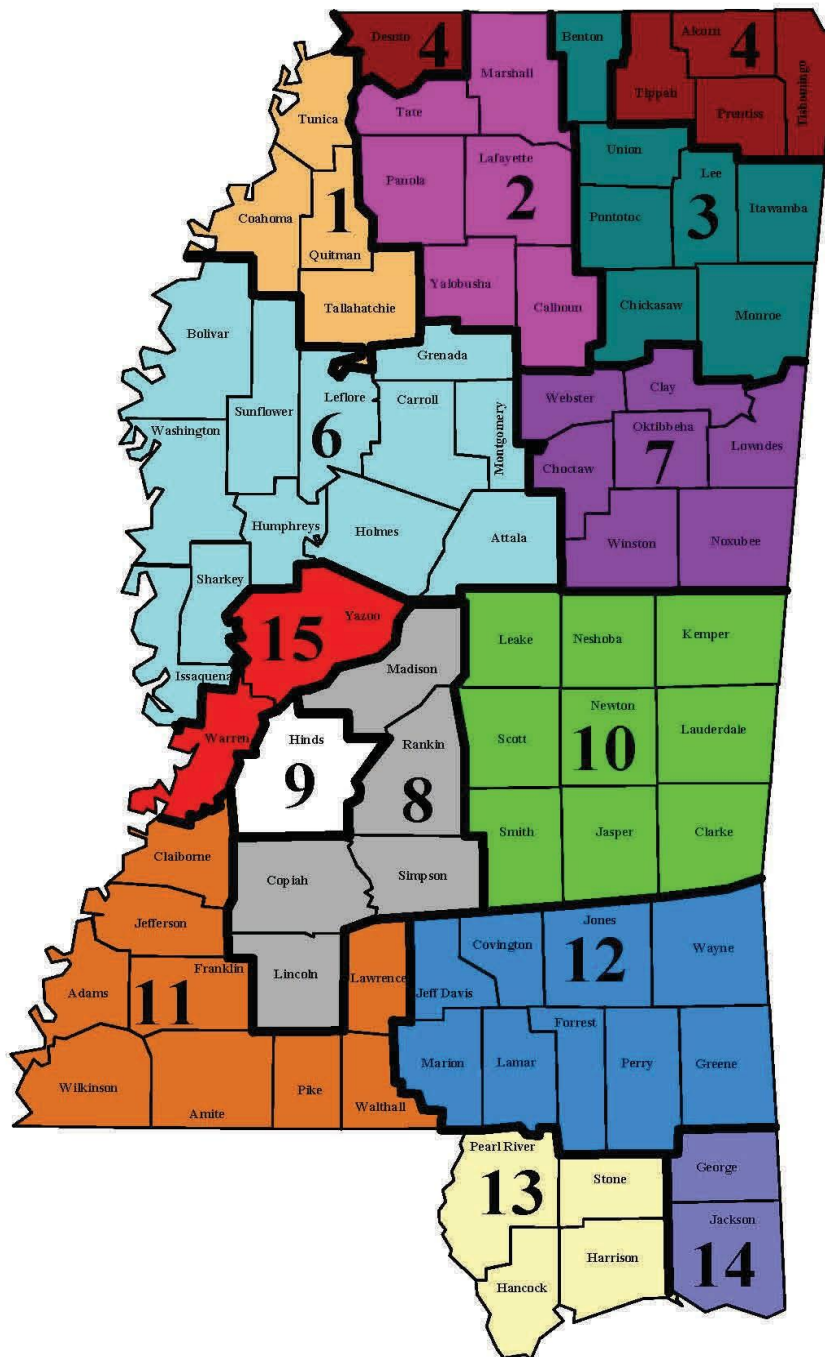 Desoto
4
Benton
Alcorn
4
Marshall
Tippah
Tishomingo
Tunica
Tate
Prentiss
Union
Lafayette
Lee
Panola
Coahoma
1
2
3
Itawamba
Pontotoc
Quitman
Yalobusha
Calhoun
Tallahatchie
Chickasaw
Monroe
Bolivar
Grenada
Clay
Webster
Leflore
Carroll
Sunflower
Oktibbeha
Lowndes
Washington
6
Montgomery
7
Choctaw
Humphreys
Holmes
Attala
Winston
Noxubee
Sharkey
Yazoo
15
Leake
Neshoba
Kemper
Madison
Issaquena
Newton
Warren
Hinds
Rankin
Scott
Lauderdale
10
9
8
Smith
Jasper
Clarke
Claiborne
Copiah
Simpson
Jefferson
Jones
Covington
Wayne
12
Franklin
Lincoln
Lawrence
Adams
Jeff Davis
11
Forrest
Marion
Lamar
Perry
Greene
Wilkinson
Pike
Walthall
Amite
Pearl River
George
Stone
13
Jackson
Harrison
14
Hancock